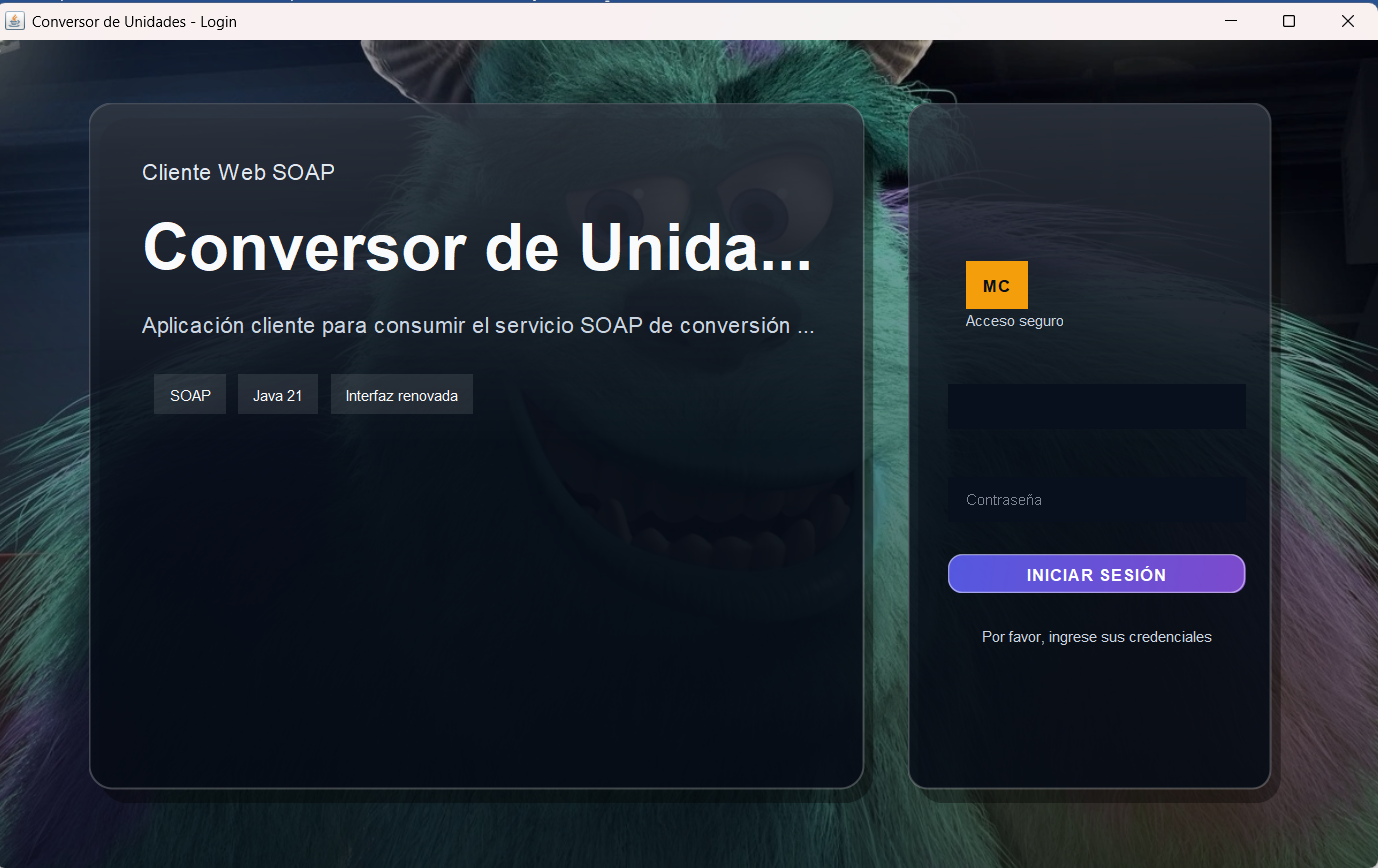 Conversor de Unidades - Login
Cliente Web SOAP
Conversor de Unida...
Aplicación cliente para consumir el servicio SOAP de conversión ...
SOAP
Java 21
Interfaz renovada
MC
Acceso seguro
Contraseña
INICIAR SESIÓN
Por favor, ingrese sus credenciales